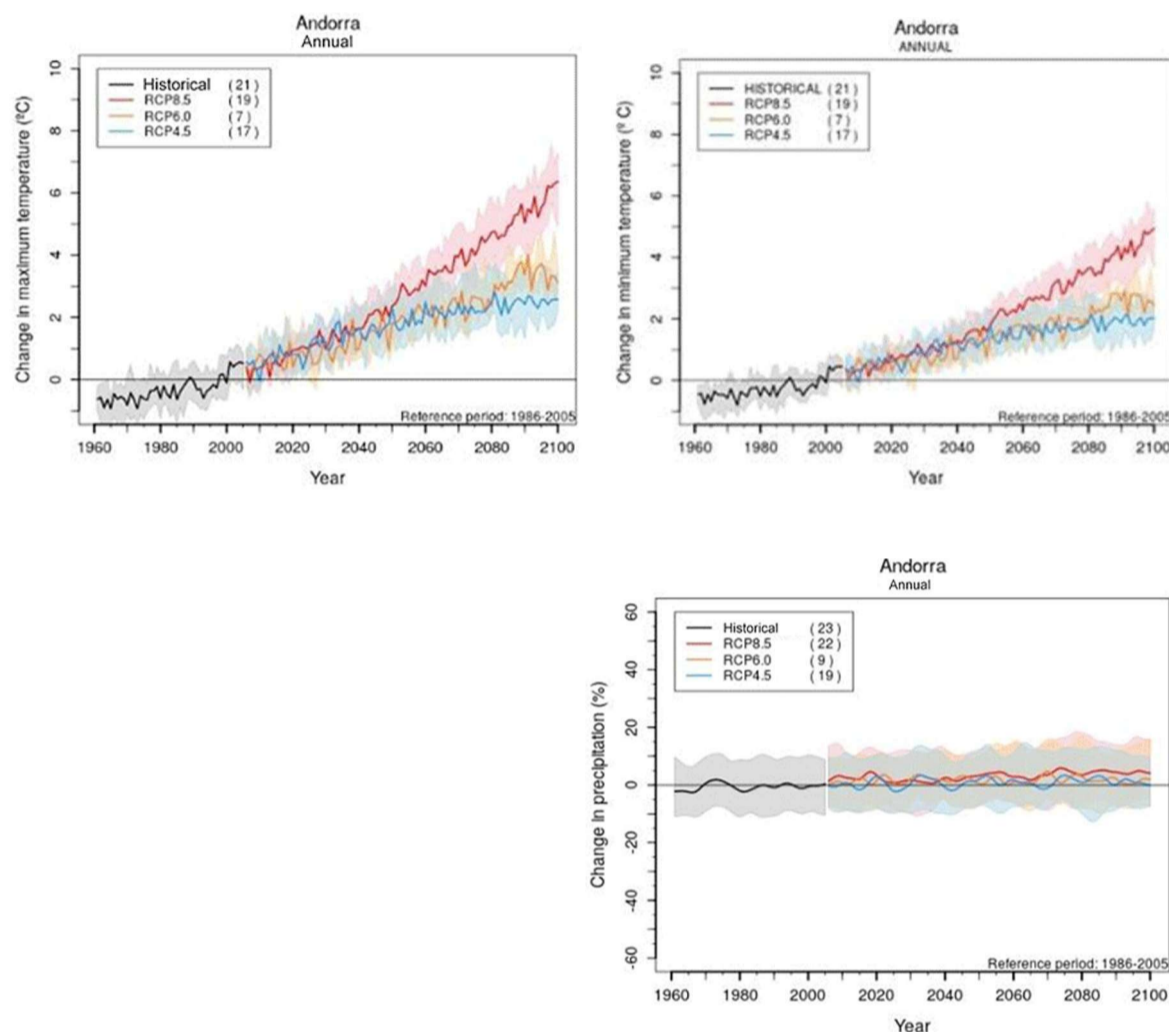 Andorra
Annual
Historical (21)
RCP8.5 (19)
RCP6.0 (7)
RCP4.5 (17)
Change in maximum temperature (ºC)
10
8
6
4
2
0
Reference period: 1986-2005
1960 1980 2000 2020 2040 2060 2080 2100
Year
Andorra
ANNUAL
HISTORICAL (21)
RCP8.5 (19)
RCP6.0 (7)
RCP4.5 (17)
Change in minimum temperature (º C)
10
8
6
4
2
0
Reference period: 1986-2005
1960 1980 2000 2020 2040 2060 2080 2100
Year
Andorra
Annual
Historical (23)
RCP8.5 (22)
RCP6.0 (9)
RCP4.5 (19)
Change in precipitation (%)
60
40
20
0
-20
-40
-60
Reference period: 1986-2005
1960 1980 2000 2020 2040 2060 2080 2100
Year